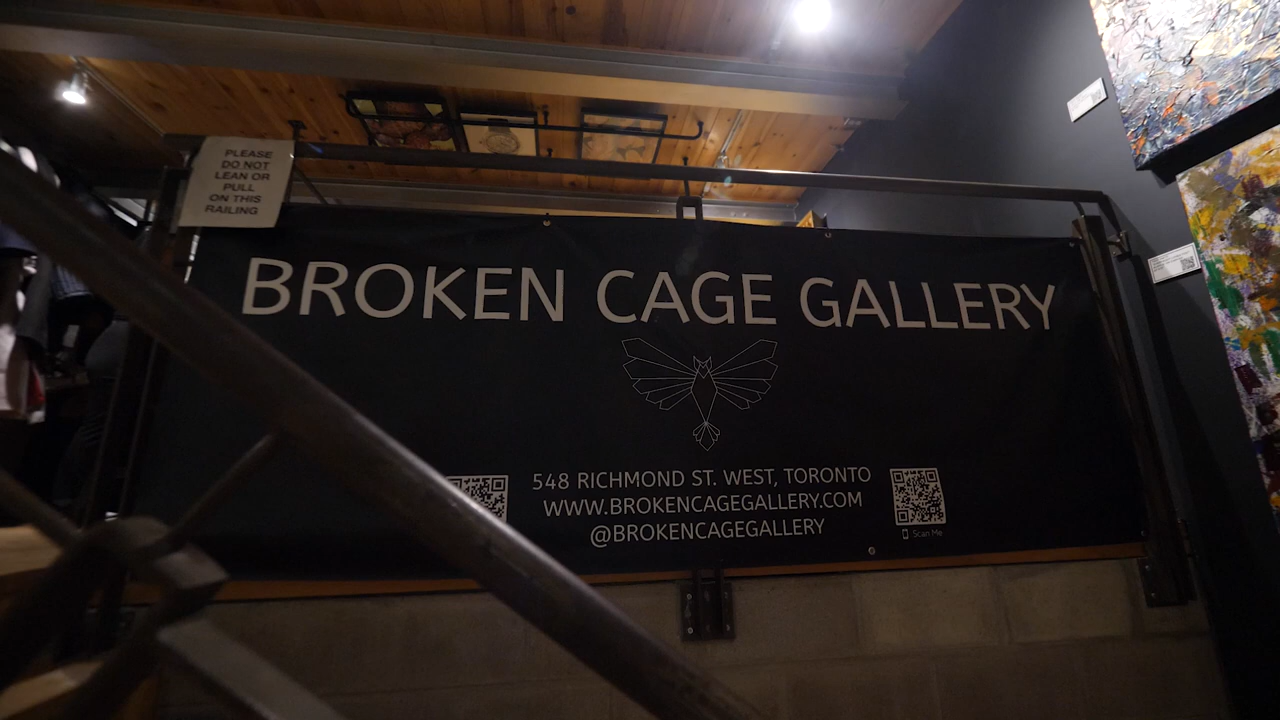 PLEASE
DO NOT
LEAN OR
PULL
ON THIS
RAILING
BROKEN CAGE GALLERY
548 RICHMOND ST. WEST, TORONTO
WWW.BROKENCAGEGALLERY.COM
@BROKENCAGEGALLERY
Scan Me